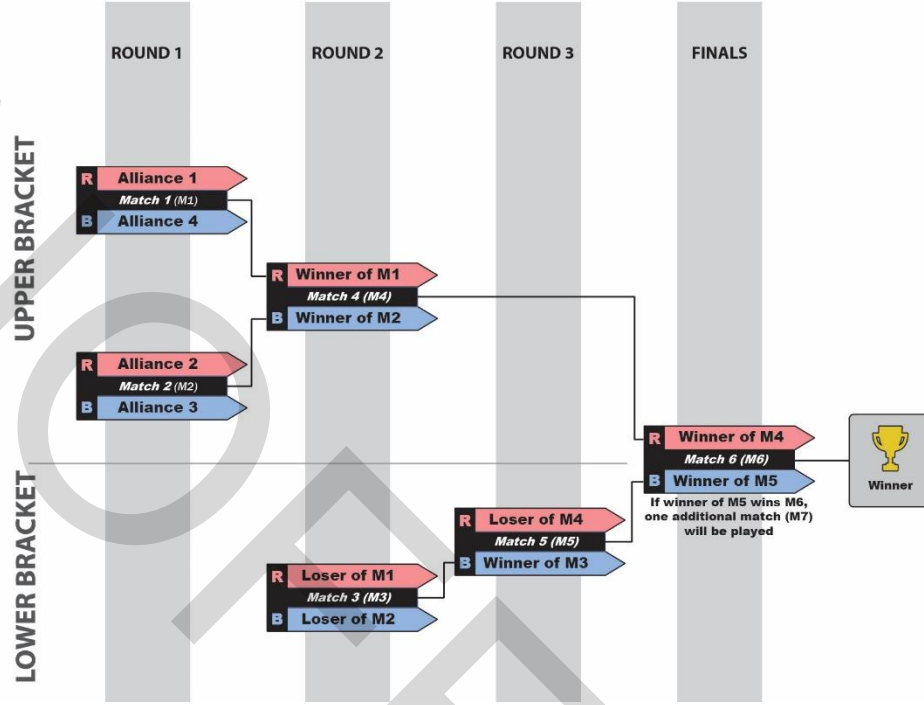 ROUND 1
ROUND 2
ROUND 3
FINALS
UPPER BRACKET
R Alliance 1
Match 1 (M1)
B Alliance 4
R Winner of M1
Match 4 (M4)
B Winner of M2
R Alliance 2
Match 2 (M2)
B Alliance 3
R Winner of M4
Match 6 (M6)
B Winner of M5
If winner of M5 wins M6,
one additional match (M7)
will be played
Winner
LOWER BRACKET
R Loser of M4
Match 5 (M5)
B Winner of M3
R Loser of M1
Match 3 (M3)
B Loser of M2